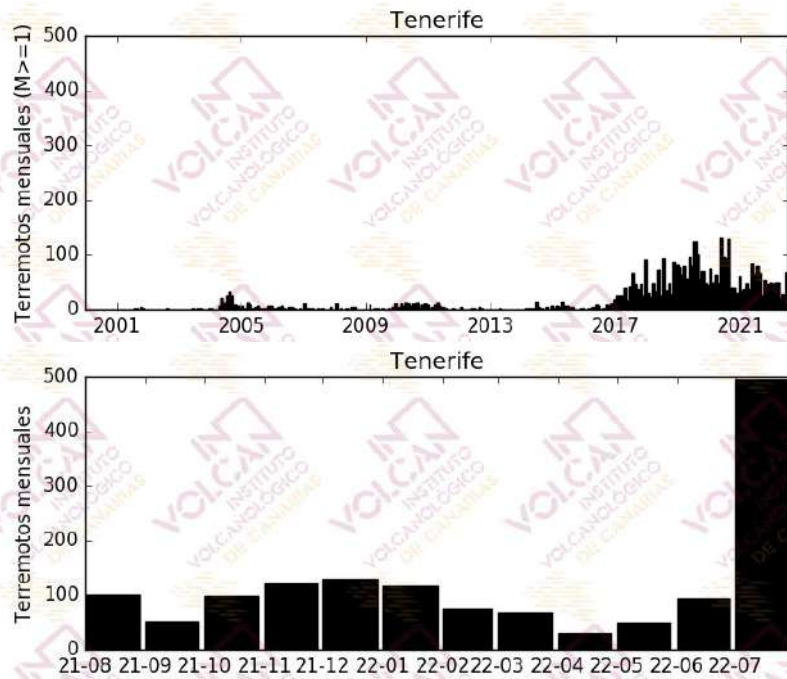 Tenerife
Terremotos mensuales (M>=1)
500
400
300
200
100
0
2001 2005 2009 2013 2017 2021
Tenerife
Terremotos mensuales
500
400
300
200
100
0
21-08 21-09 21-10 21-11 21-12 22-01 22-02 22-03 22-04 22-05 22-06 22-07
INVOLCAN
INSTITUTO
VOLCANOLÓGICO
DE CANARIAS